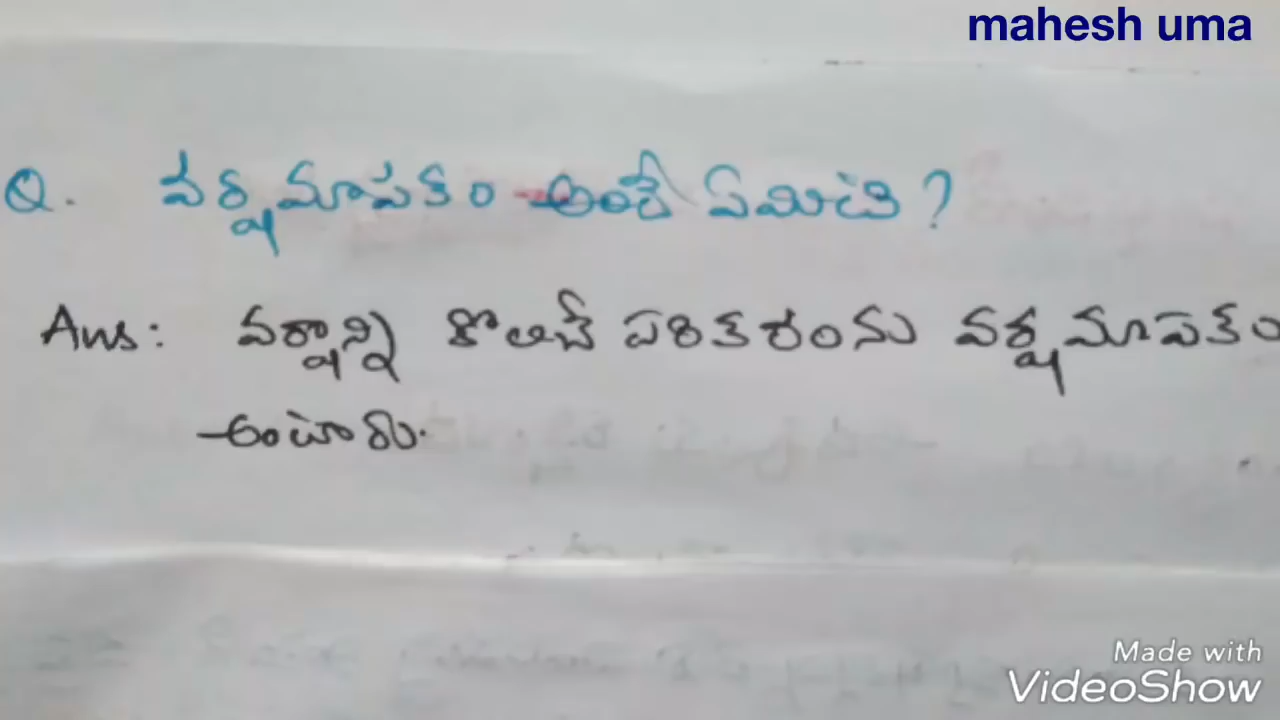 mahesh uma
Q. వర్షమాపకం అంటే ఏమిటి ?
Ans: వర్షాన్ని కొలిచే పరికరంను వర్షమాపకం
అంటారు.
Made with
VideoShow